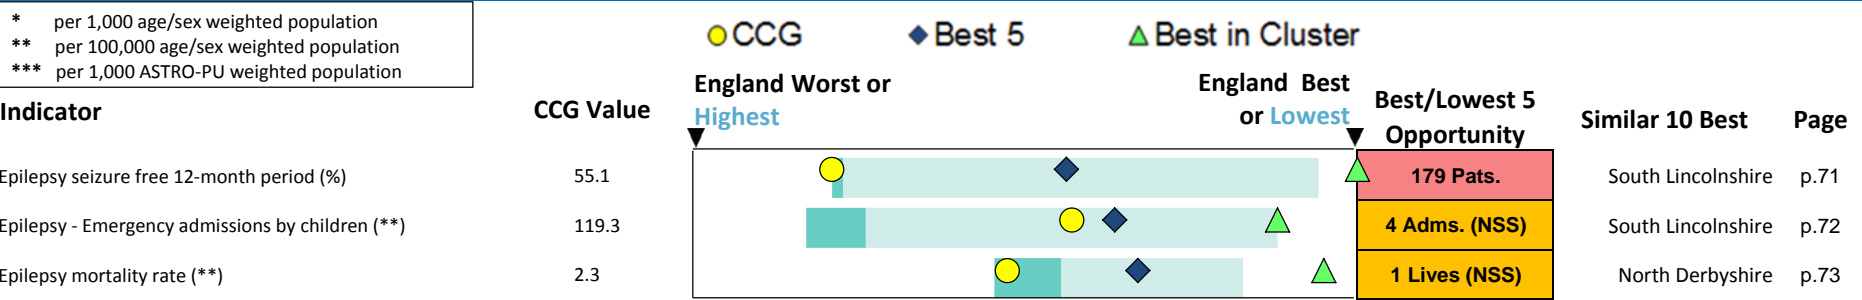 * per 1,000 age/sex weighted population
** per 100,000 age/sex weighted population
*** per 1,000 ASTRO-PU weighted population
CCG Best 5 Best in Cluster
Indicator CCG Value England Worst or Highest England Best or Lowest Best/Lowest 5 Opportunity Similar 10 Best Page
Epilepsy seizure free 12-month period (%) 55.1 179 Pats. South Lincolnshire p.71
Epilepsy - Emergency admissions by children (**) 119.3 4 Adms. (NSS) South Lincolnshire p.72
Epilepsy mortality rate (**) 2.3 1 Lives (NSS) North Derbyshire p.73